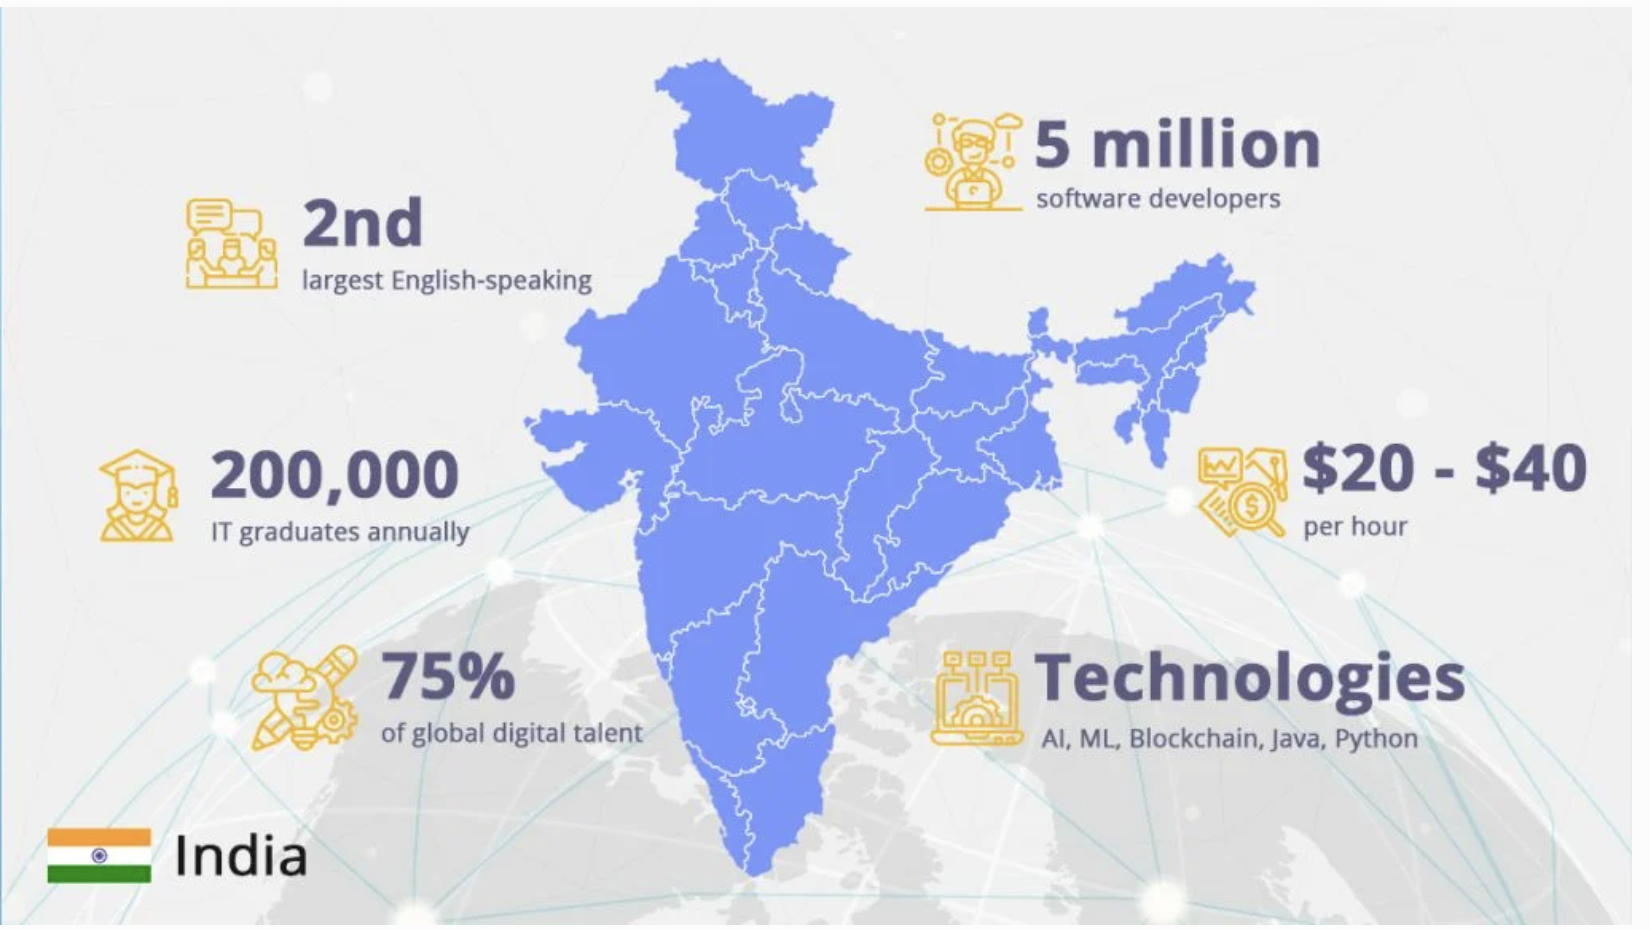 5 million
software developers
2nd
largest English-speaking
200,000
IT graduates annually
$20 - $40
per hour
75%
of global digital talent
Technologies
AI, ML, Blockchain, Java, Python
India